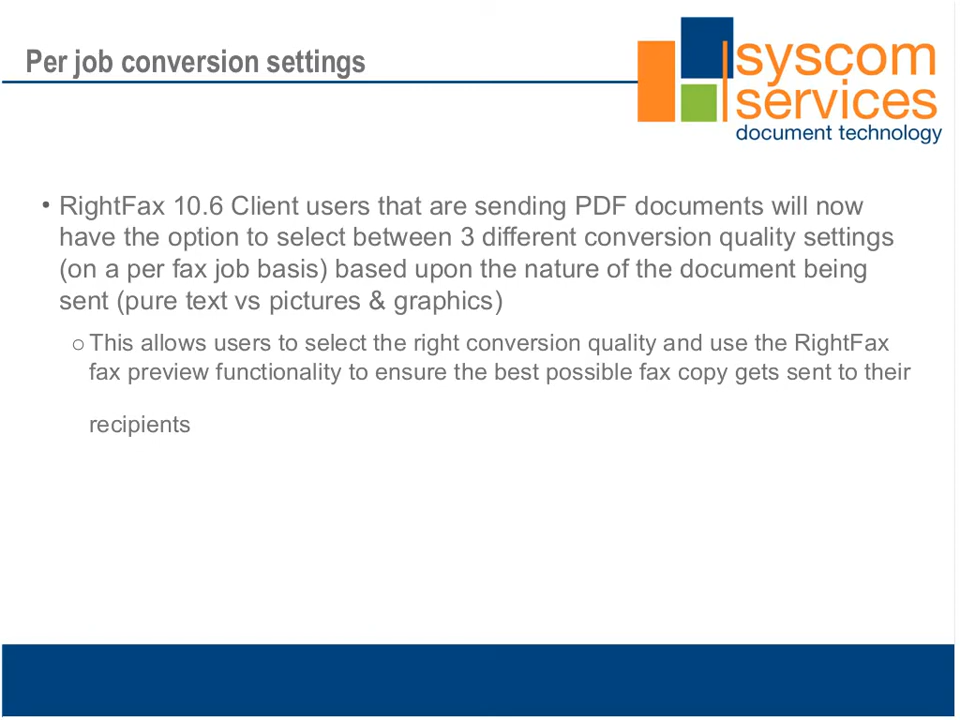 Per job conversion settings
syscom
services
document technology
• RightFax 10.6 Client users that are sending PDF documents will now
have the option to select between 3 different conversion quality settings
(on a per fax job basis) based upon the nature of the document being
sent (pure text vs pictures & graphics)
○ This allows users to select the right conversion quality and use the RightFax
fax preview functionality to ensure the best possible fax copy gets sent to their
recipients